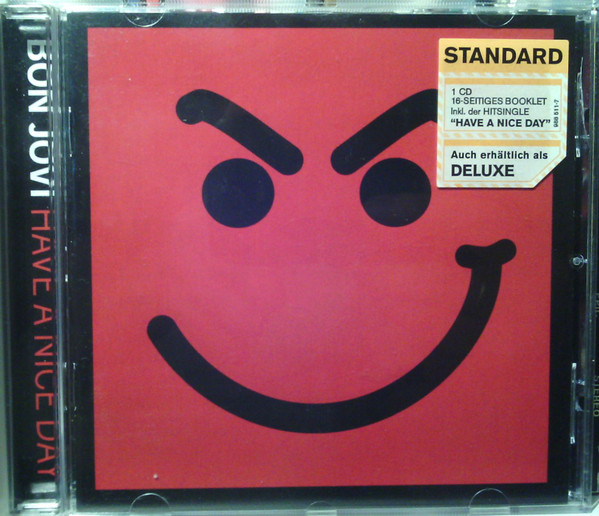 BON JOVI HAVE A NICE DAY
STANDARD
1 CD
16-SEITIGES BOOKLET
Inkl. der HITSINGLE
"HAVE A NICE DAY"
Auch erhältlich als
DELUXE
STEREO